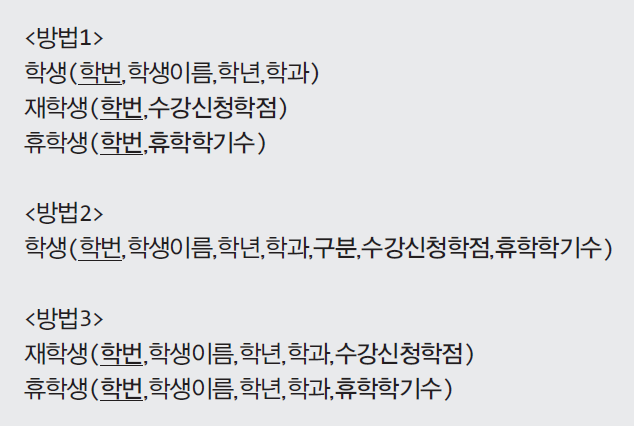 <방법1>
학생(학번,학생이름,학년,학과)
재학생(학번,수강신청학점)
휴학생(학번,휴학학기수)
<방법2>
학생(학번,학생이름,학년,학과,구분,수강신청학점,휴학학기수)
<방법3>
재학생(학번,학생이름,학년,학과,수강신청학점)
휴학생(학번,학생이름,학년,학과,휴학학기수)